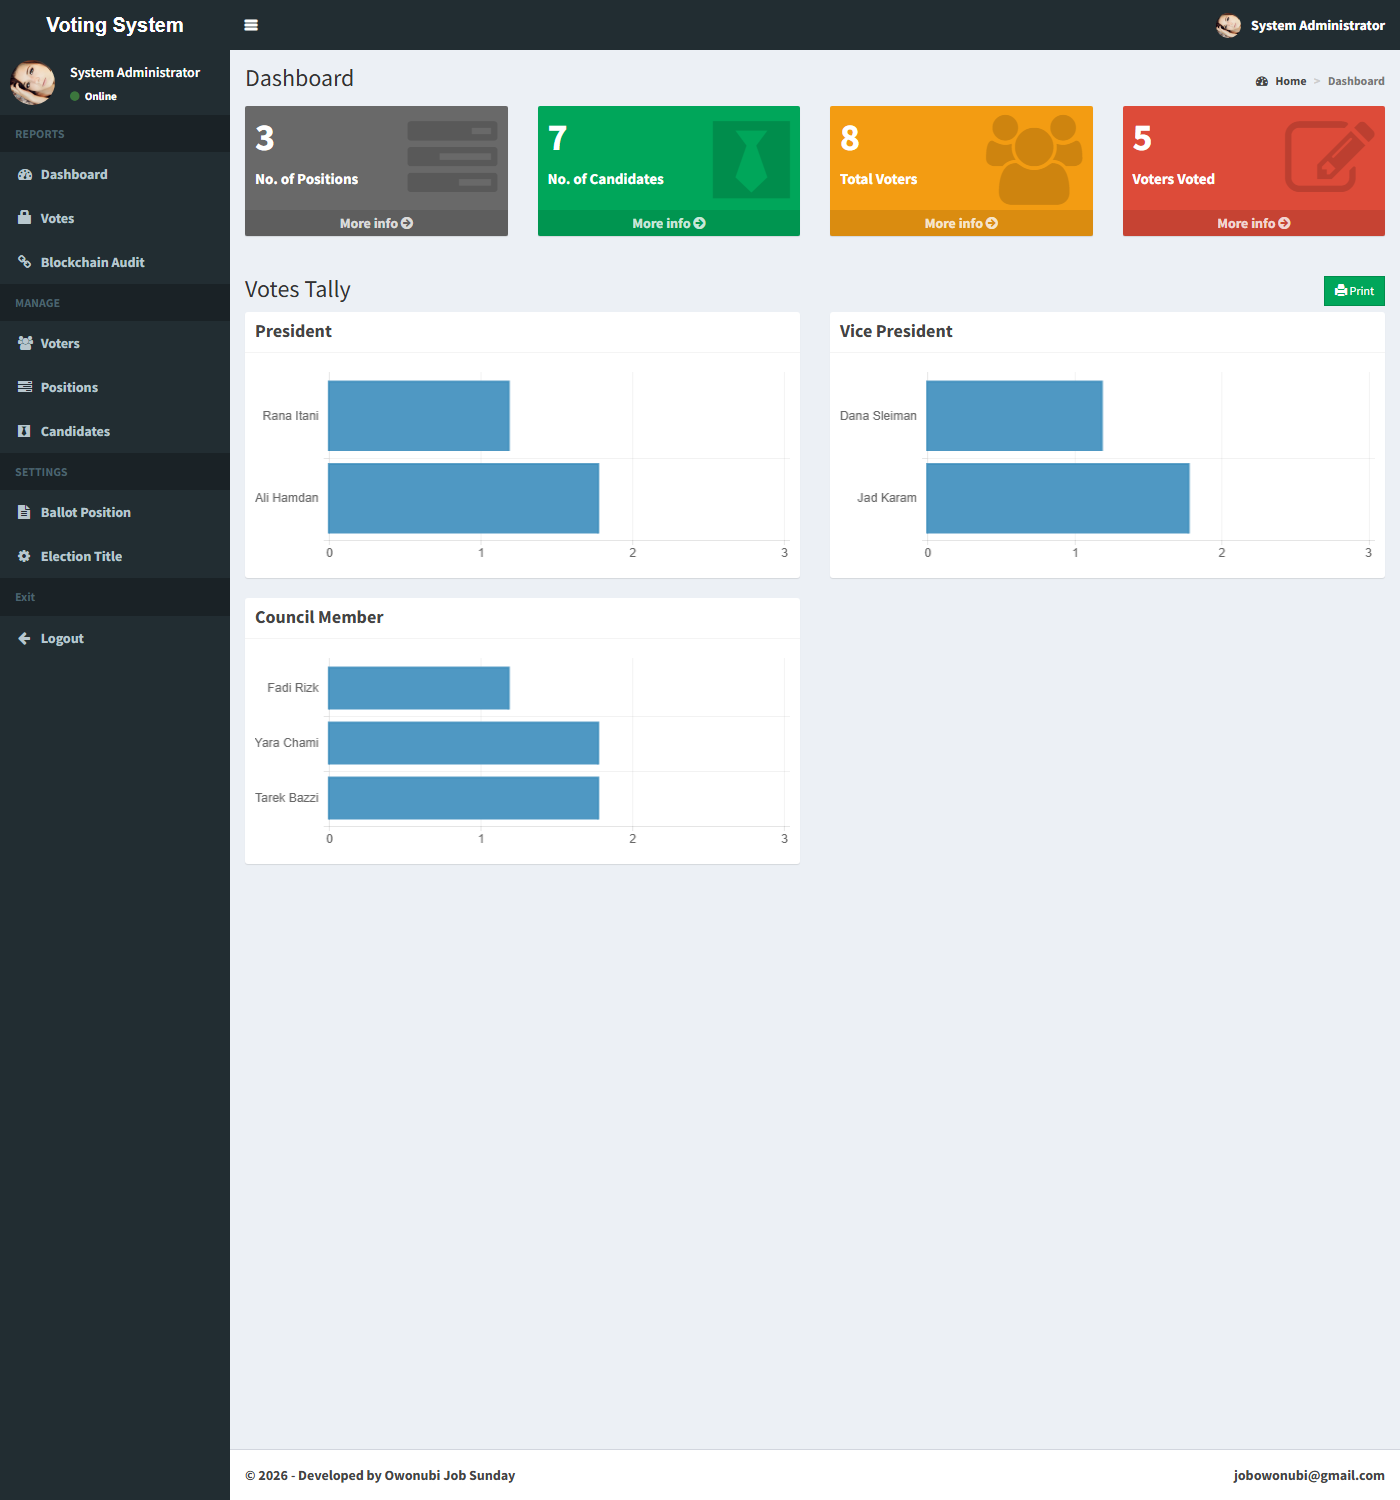 Voting System
System Administrator
System Administrator
Online
REPORTS
Dashboard
Votes
Blockchain Audit
MANAGE
Voters
Positions
Candidates
SETTINGS
Ballot Position
Election Title
Exit
Logout
Dashboard
Home > Dashboard
3
No. of Positions
More info
7
No. of Candidates
More info
8
Total Voters
More info
5
Voters Voted
More info
Votes Tally
Print
President
Rana Itani
Ali Hamdan
0 1 2 3
Vice President
Dana Sleiman
Jad Karam
0 1 2 3
Council Member
Fadi Rizk
Yara Chami
Tarek Bazzi
0 1 2 3
© 2026 - Developed by Owonubi Job Sunday
jobowonubi@gmail.com